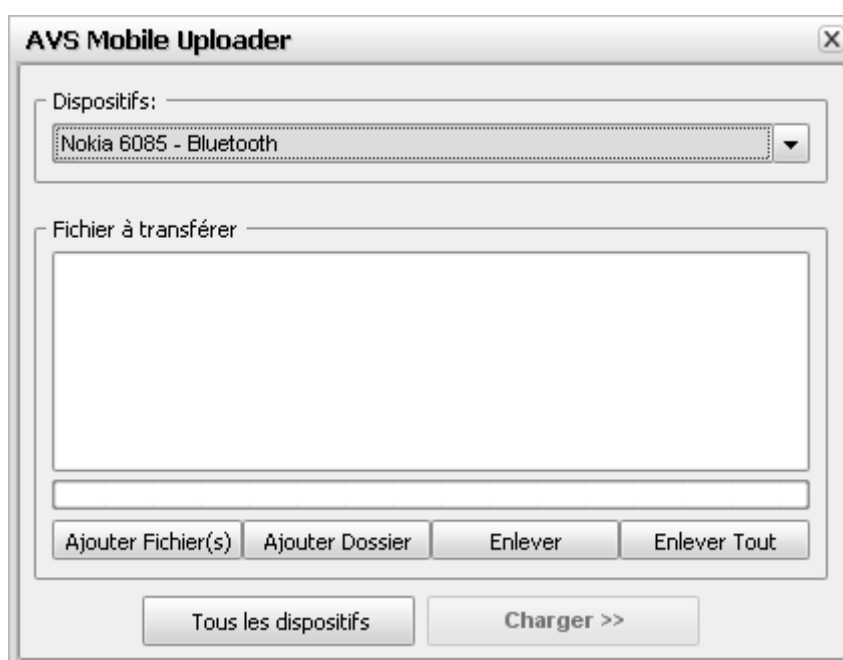 AVS Mobile Uploader
Dispositifs:
Nokia 6085 - Bluetooth
Fichier à transférer
Ajouter Fichier(s) Ajouter Dossier Enlever Enlever Tout
Tous les dispositifs Charger >>